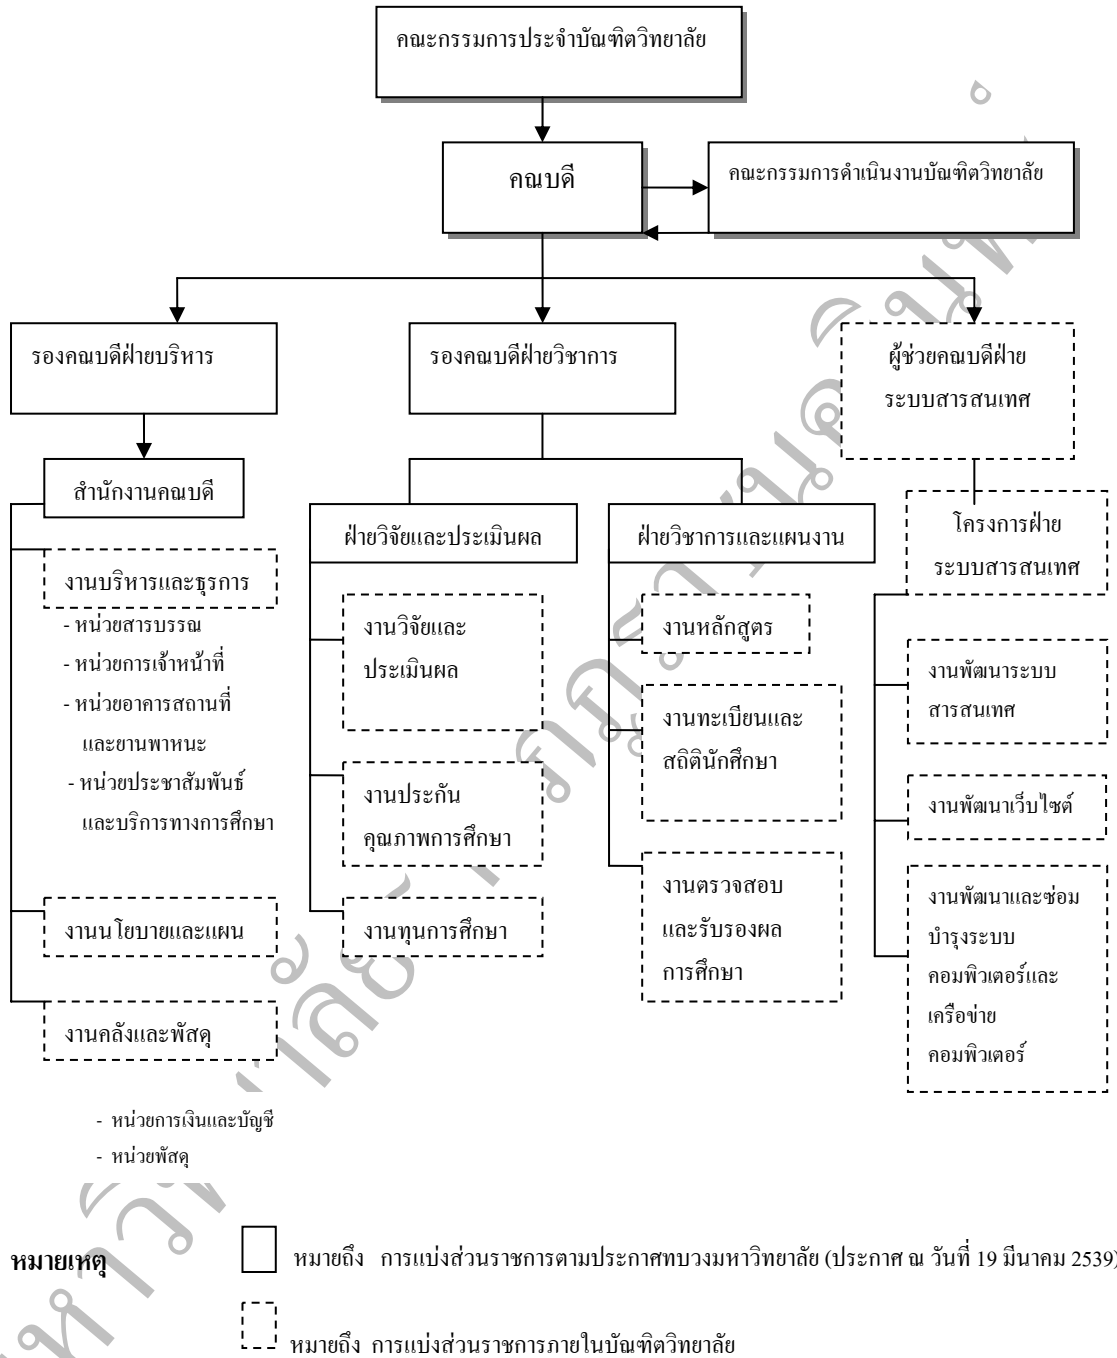 คณะกรรมการประจำบัณฑิตวิทยาลัย
คณบดี
คณะกรรมการดำเนินงานบัณฑิตวิทยาลัย
รองคณบดีฝ่ายบริหาร
รองคณบดีฝ่ายวิชาการ
ผู้ช่วยคณบดีฝ่าย
ระบบสารสนเทศ
สำนักงานคณบดี
งานบริหารและธุรการ
- หน่วยสารบรรณ
- หน่วยการเจ้าหน้าที่
- หน่วยอาคารสถานที่
และยานพาหนะ
- หน่วยประชาสัมพันธ์
และบริการทางการศึกษา
งานนโยบายและแผน
งานคลังและพัสดุ
- หน่วยการเงินและบัญชี
- หน่วยพัสดุ
ฝ่ายวิจัยและประเมินผล
งานวิจัยและ
ประเมินผล
งานประกัน
คุณภาพการศึกษา
งานทุนการศึกษา
ฝ่ายวิชาการและแผนงาน
งานหลักสูตร
งานทะเบียนและ
สถิตินักศึกษา
งานตรวจสอบ
และรับรองผล
การศึกษา
โครงการฝ่าย
ระบบสารสนเทศ
งานพัฒนาระบบ
สารสนเทศ
งานพัฒนาเว็บไซต์
งานพัฒนาและซ่อม
บำรุงระบบ
คอมพิวเตอร์และ
เครือข่าย
คอมพิวเตอร์
หมายเหตุ
หมายถึง การแบ่งส่วนราชการตามประกาศทบวงมหาวิทยาลัย (ประกาศ ณ วันที่ 19 มีนาคม 2539)
หมายถึง การแบ่งส่วนราชการภายในบัณฑิตวิทยาลัย